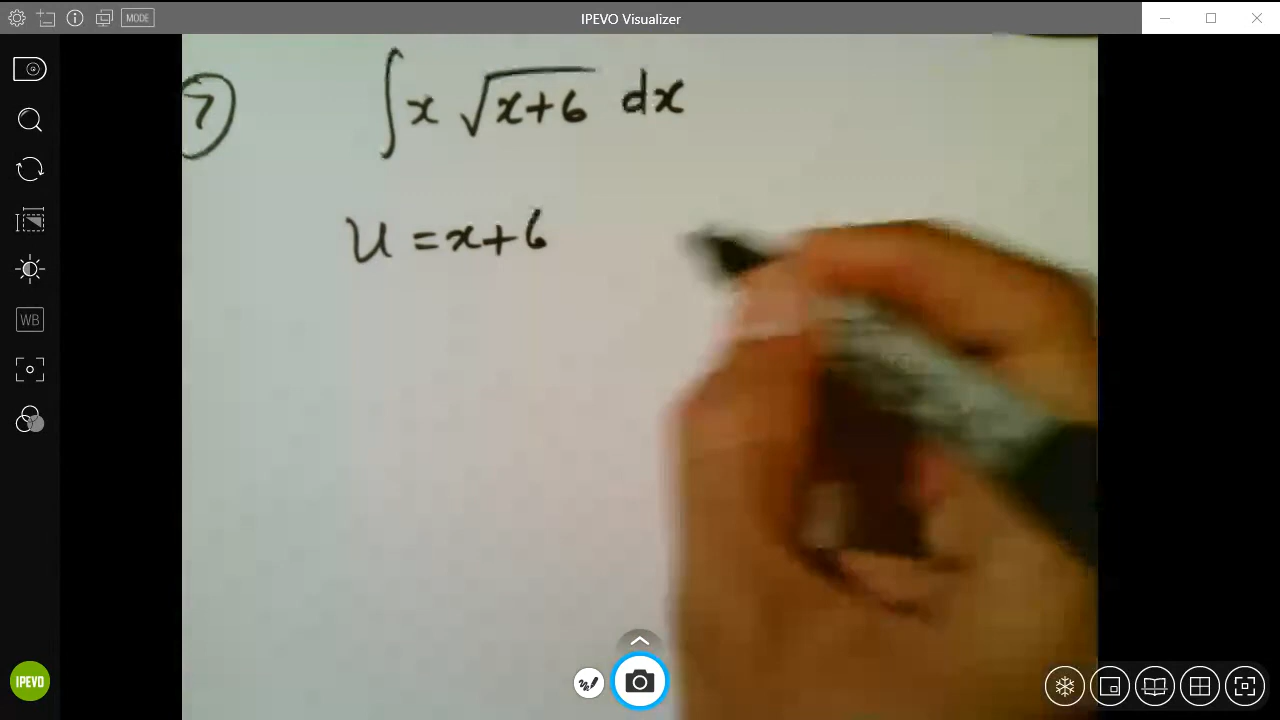 MODE
IPEVO Visualizer
⑦ ∫ x √(x+6) dx
u = x+6
WB
IPEVO